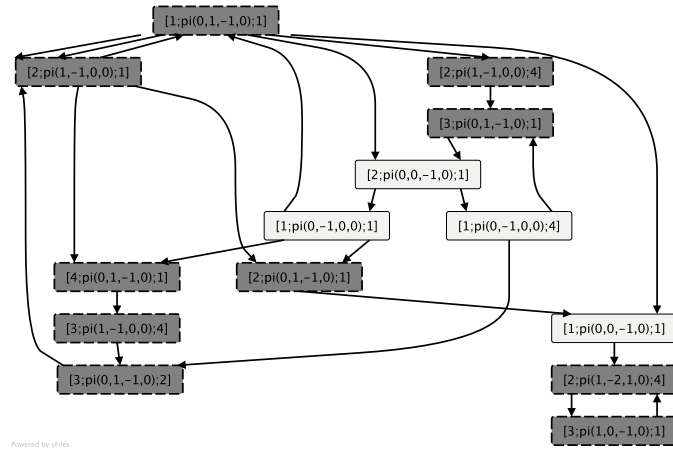 [1;pi(0,1,−1,0);1]
[2;pi(1,−1,0,0);1]
[2;pi(1,−1,0,0);4]
[3;pi(0,1,−1,0);1]
[2;pi(0,0,−1,0);1]
[1;pi(0,−1,0,0);1]
[1;pi(0,−1,0,0);4]
[4;pi(0,1,−1,0);1]
[2;pi(0,1,−1,0);1]
[3;pi(1,−1,0,0);4]
[1;pi(0,0,−1,0);1]
[3;pi(0,1,−1,0);2]
[2;pi(1,−2,1,0);4]
[3;pi(1,0,−1,0);1]
Powered by yFiles